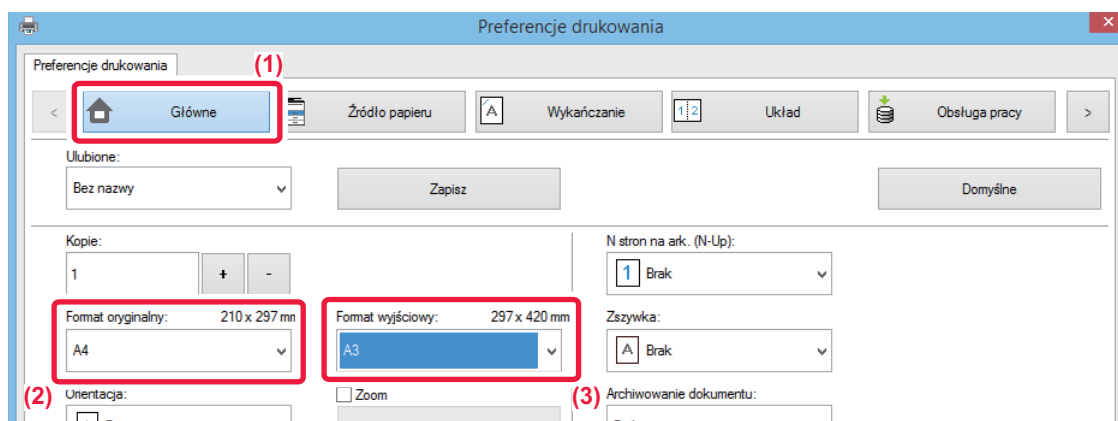 Preferencje drukowania
Preferencje drukowania
(1)
< Główne Źródło papieru Wykańczanie Układ Obsługa pracy >
Ulubione:
Bez nazwy Zapisz Domyślne
Kopie: N stron na ark. (N-Up):
1 + - 1 Brak
Format oryginalny: 210 x 297 mm Format wyjściowy: 297 x 420 mm Zszywka:
A4 A3 Brak
(2) Orientacja: Zoom (3) Archiwowanie dokumentu: